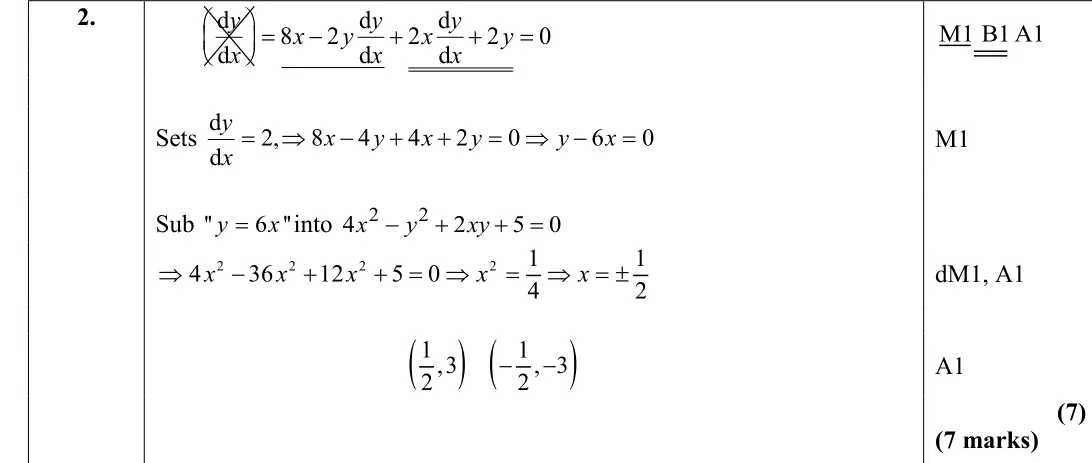 2. (dy/dx) = 8x − 2y dy/dx + 2x dy/dx + 2y = 0 M1 B1 A1
Sets dy/dx = 2, ⇒ 8x − 4y + 4x + 2y = 0 ⇒ y − 6x = 0 M1
Sub "y = 6x" into 4x² − y² + 2xy + 5 = 0
⇒ 4x² − 36x² + 12x² + 5 = 0 ⇒ x² = 1/4 ⇒ x = ± 1/2 dM1, A1
(1/2, 3) (−1/2, −3) A1
(7)
(7 marks)